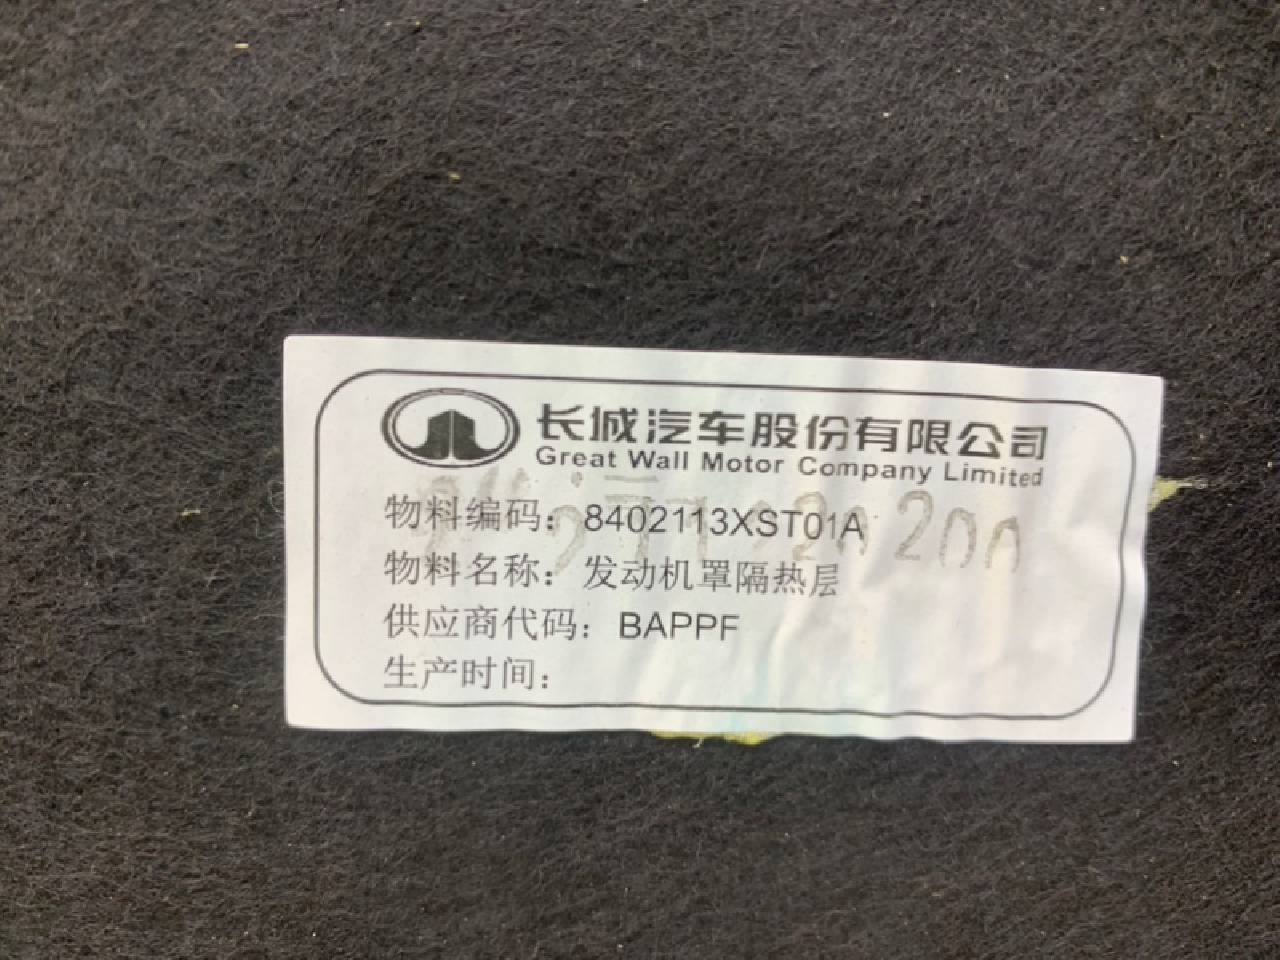 长城汽车股份有限公司
Great Wall Motor Company Limited
物料编码：8402113XST01A
物料名称：发动机罩隔热层
供应商代码：BAPPF
生产时间：